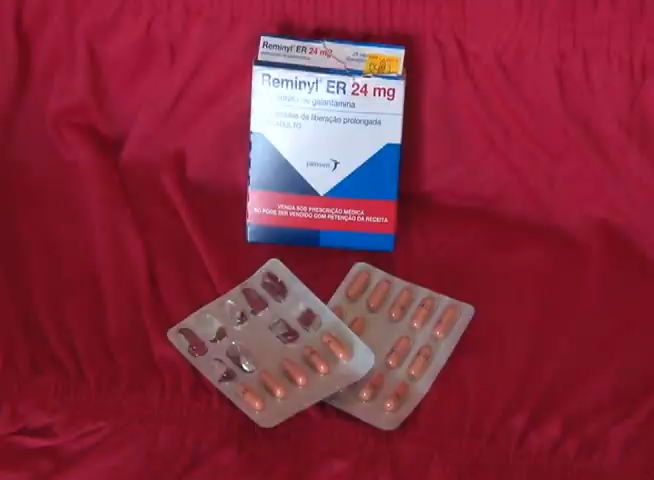 Reminyl ER 24 mg
Reminyl® ER 24 mg
galantamina
de liberação prolongada
janssen
VENDA SOB PRESCRIÇÃO MÉDICA
SÓ PODE SER VENDIDO COM RETENÇÃO DA RECEITA